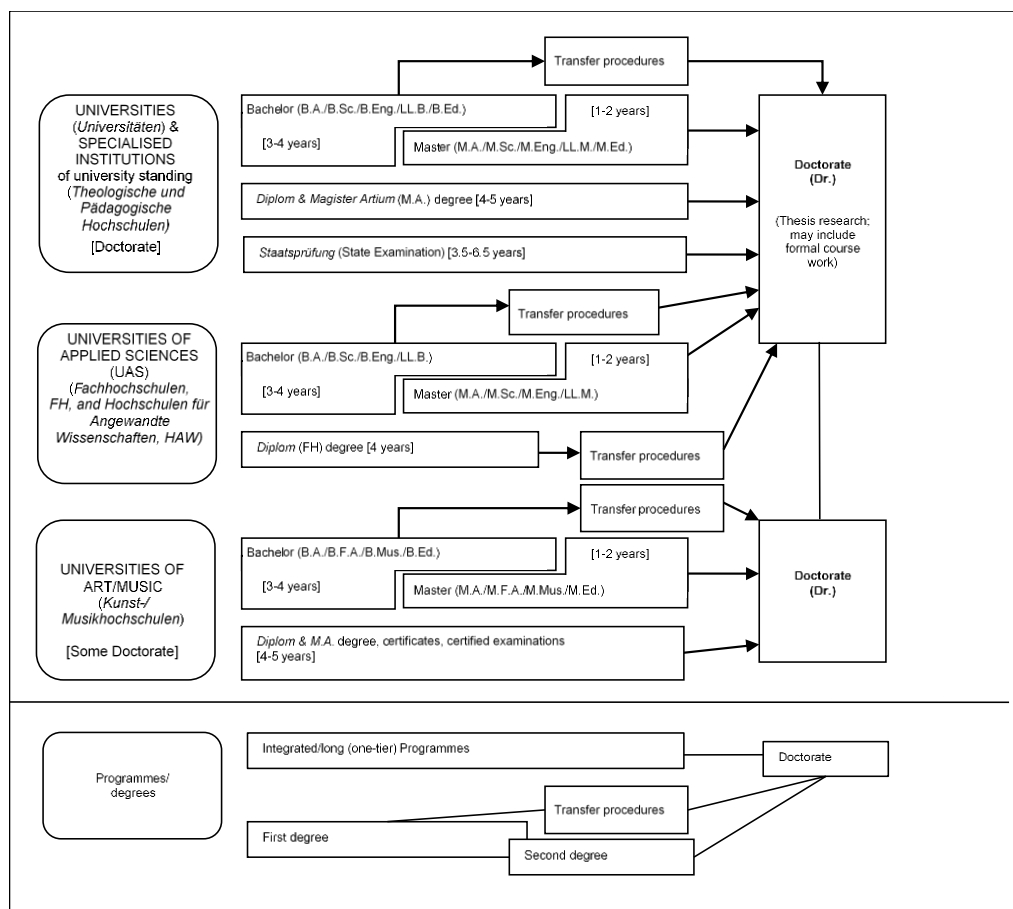 Transfer procedures
UNIVERSITIES
(Universitäten) &
SPECIALISED
INSTITUTIONS
of university standing
(Theologische und
Pädagogische
Hochschulen)
[Doctorate]
Bachelor (B.A./B.Sc./B.Eng./LL.B./B.Ed.)
[3-4 years]
[1-2 years]
Master (M.A./M.Sc./M.Eng./LL.M./M.Ed.)
Diplom & Magister Artium (M.A.) degree [4-5 years]
Staatsprüfung (State Examination) [3.5-6.5 years]
Doctorate
(Dr.)
(Thesis research;
may include
formal course
work)
Transfer procedures
UNIVERSITIES OF
APPLIED SCIENCES
(UAS)
(Fachhochschulen,
FH, and Hochschulen für
Angewandte
Wissenschaften, HAW)
Bachelor (B.A./B.Sc./B.Eng./LL.B.)
[3-4 years]
[1-2 years]
Master (M.A./M.Sc./M.Eng./LL.M.)
Diplom (FH) degree [4 years]
Transfer procedures
Transfer procedures
UNIVERSITIES OF
ART/MUSIC
(Kunst-/
Musikhochschulen)
[Some Doctorate]
Bachelor (B.A./B.F.A./B.Mus./B.Ed.)
[3-4 years]
[1-2 years]
Master (M.A./M.F.A./M.Mus./M.Ed.)
Diplom & M.A. degree, certificates, certified examinations
[4-5 years]
Doctorate
(Dr.)
Programmes/
degrees
Integrated/long (one-tier) Programmes
Doctorate
Transfer procedures
First degree
Second degree